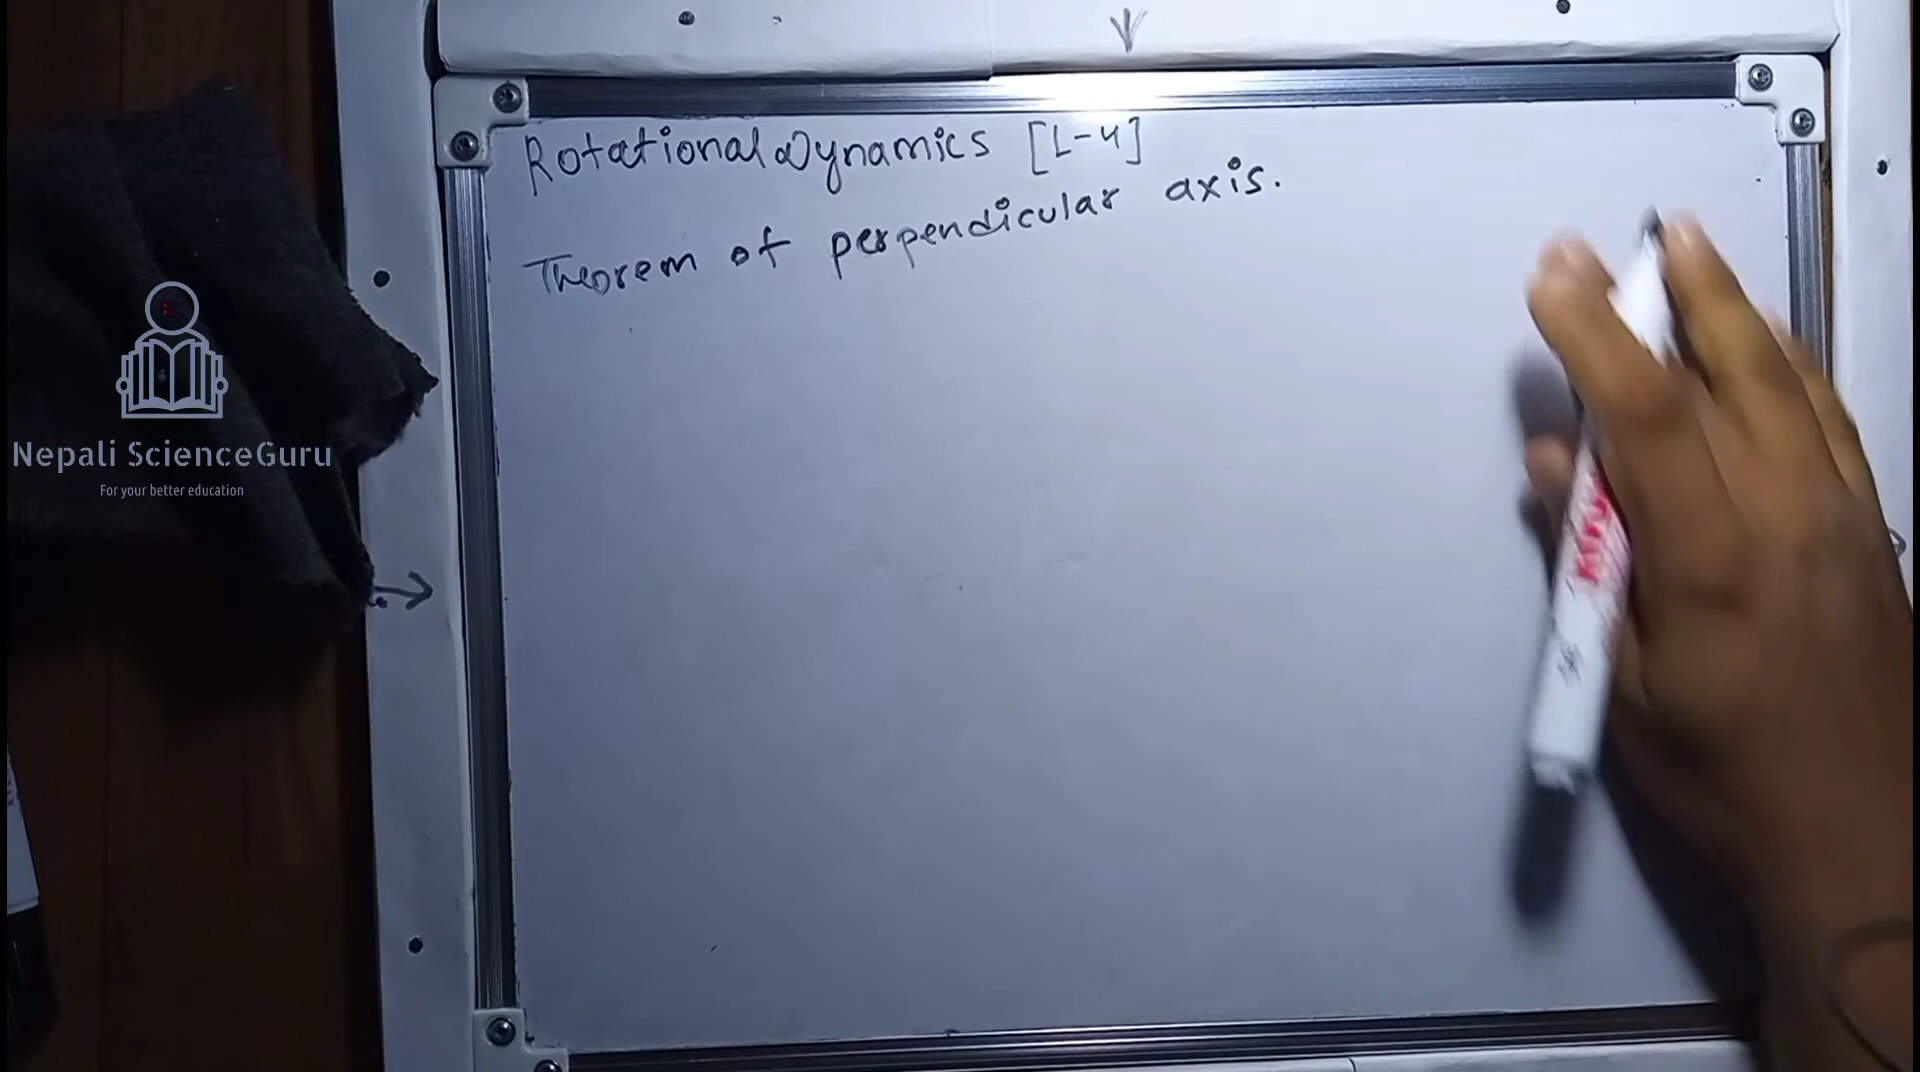 Rotational Dynamics [L-4]
Theorem of perpendicular axis.
Nepali ScienceGuru
For your better education